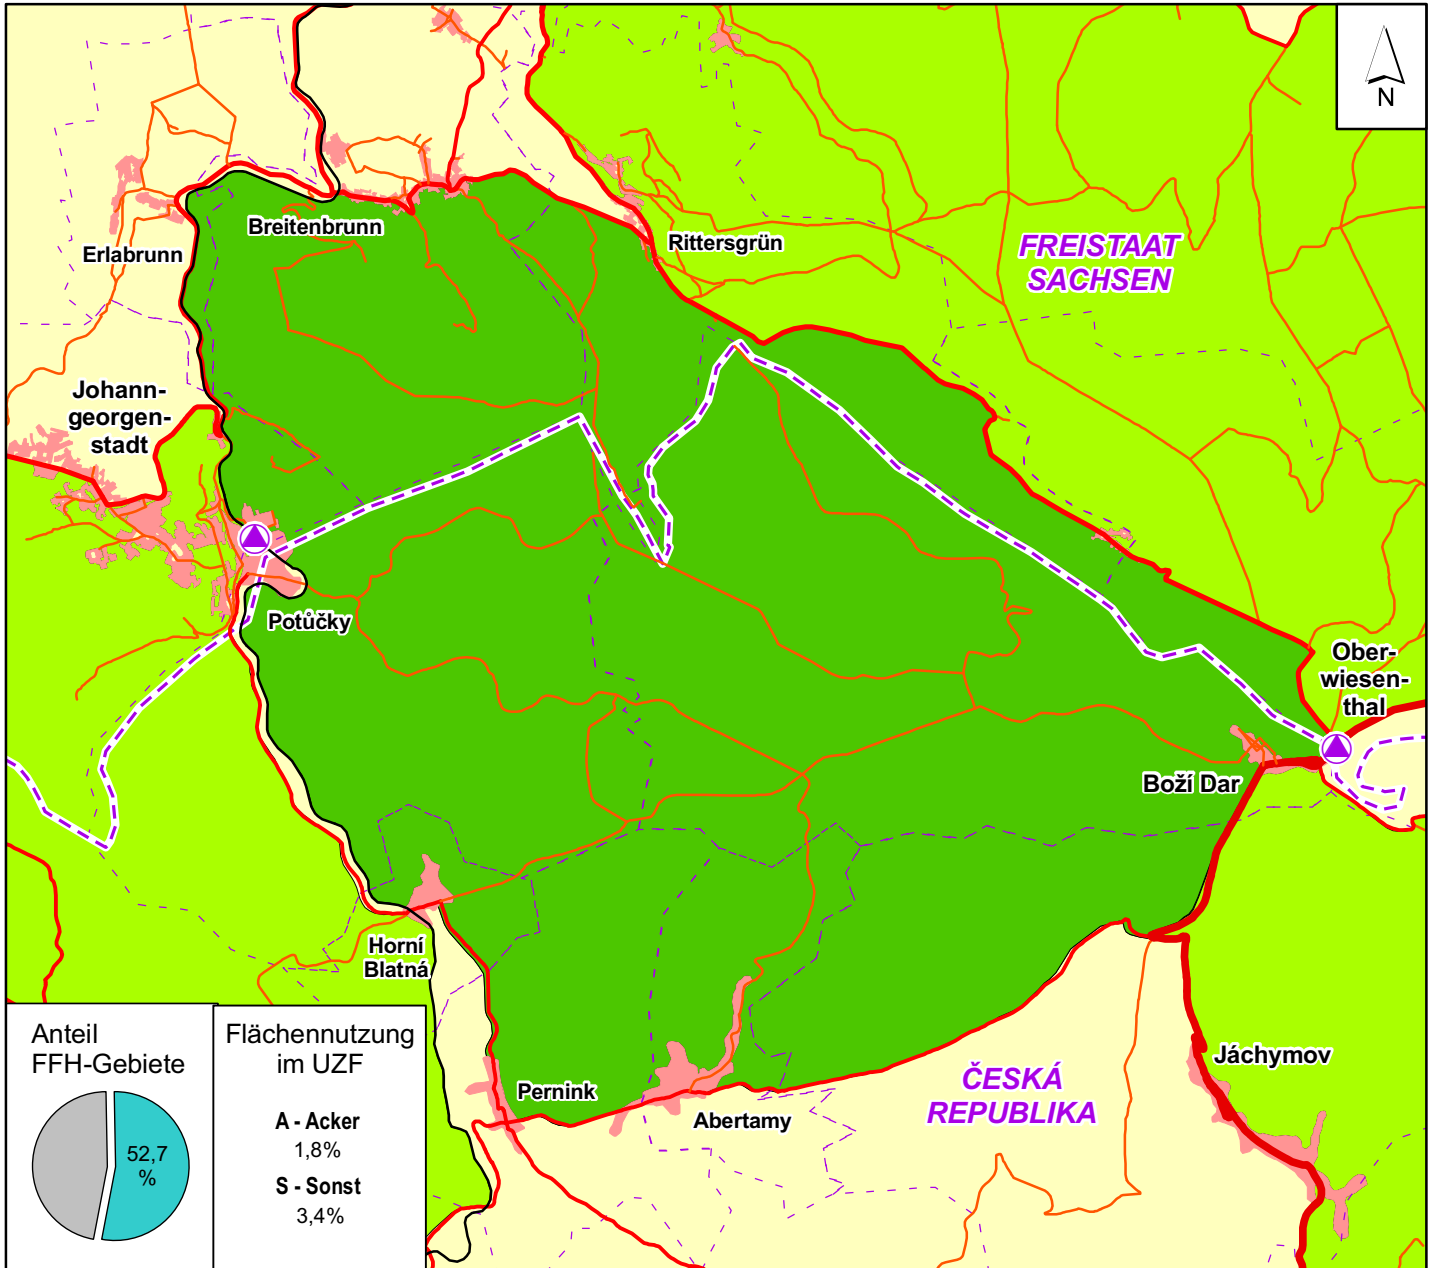 N
Breitenbrunn
Erlabrunn
Rittersgrün
FREISTAAT
SACHSEN
Johann-
georgen-
stadt
Potůčky
Ober-
wiesen-
thal
Boží Dar
Horní
Blatná
Jáchymov
ČESKÁ
REPUBLIKA
Pernink
Abertamy
Anteil
FFH-Gebiete
52,7
%
Flächennutzung
im UZF
A - Acker
1,8%
S - Sonst
3,4%